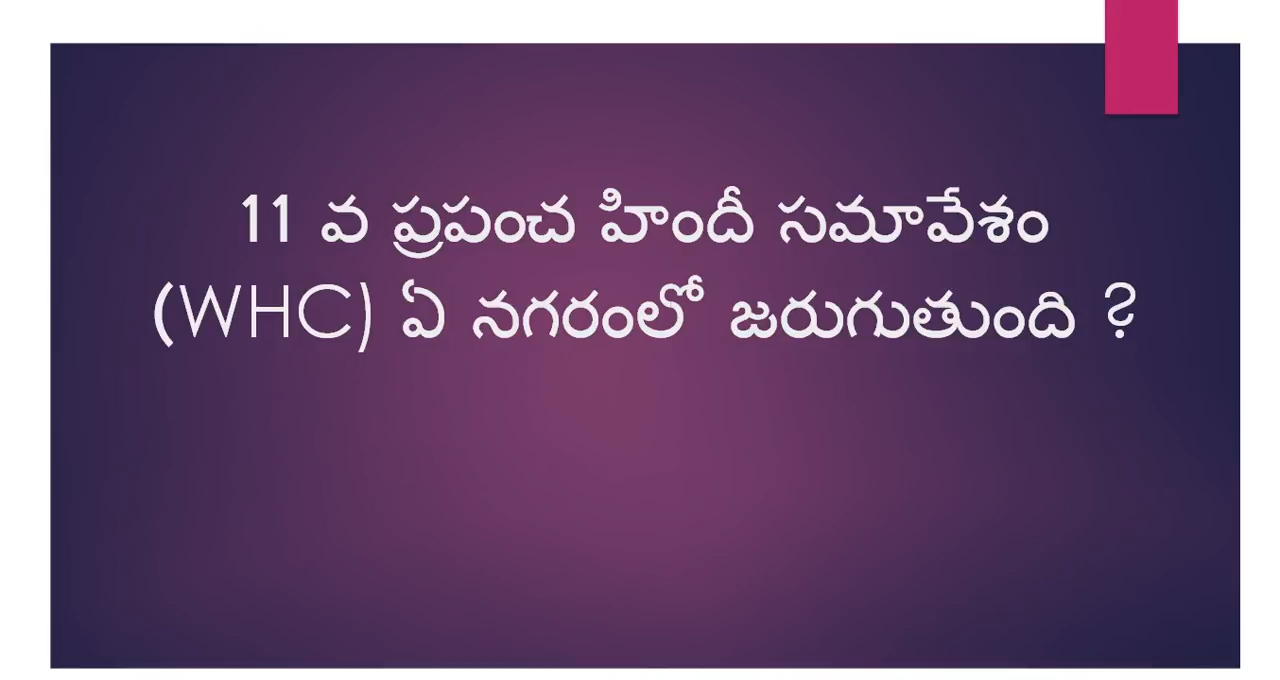 11 వ ప్రపంచ హిందీ సమావేశం
(WHC) ఏ నగరంలో జరుగుతుంది ?